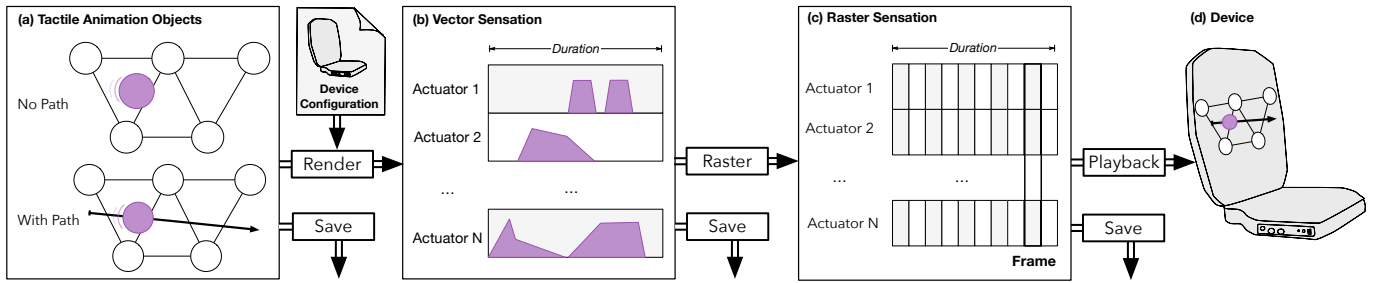 (a) Tactile Animation Objects
No Path
With Path
Device
Configuration
Render
Save
(b) Vector Sensation
Duration
Actuator 1
Actuator 2
...
...
Actuator N
Raster
Save
(c) Raster Sensation
Duration
Actuator 1
Actuator 2
...
...
Actuator N
Frame
Playback
Save
(d) Device